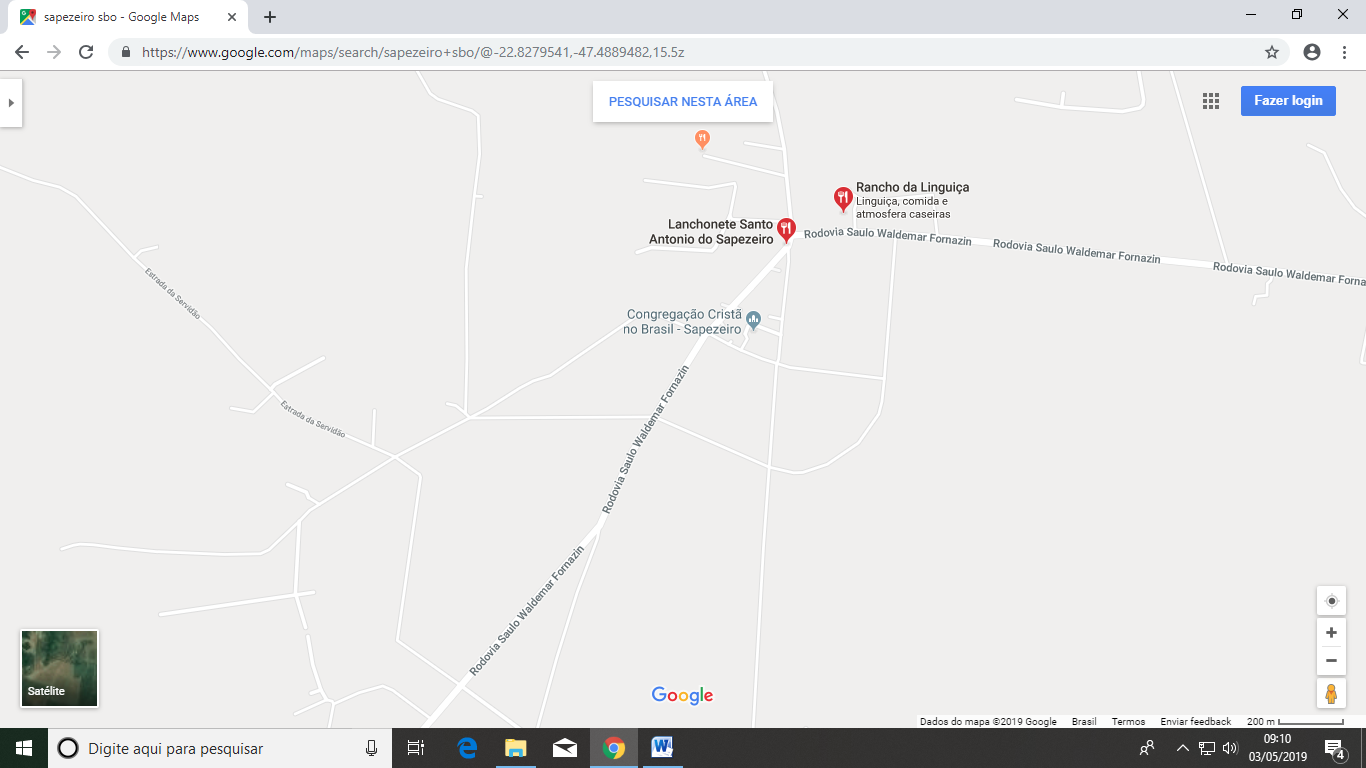 sapezeiro sbo - Google Maps
https://www.google.com/maps/search/sapezeiro+sbo/@-22.8279541,-47.4889482,15.5z
PESQUISAR NESTA ÁREA
Fazer login
Rancho da Linguiça
Linguiça, comida e
atmosfera caseiras
Lanchonete Santo
Antonio do Sapezeiro
Rodovia Saulo Waldemar Fornazin
Rodovia Saulo Waldemar Fornazin
Rodovia Saulo Waldemar Forna
Estrada da Servidão
Congregação Cristã
no Brasil - Sapezeiro
Rodovia Saulo Waldemar Fornazin
Estrada da Servidão
Rodovia Saulo Waldemar Fornazin
Satélite
Google
Dados do mapa ©2019 Google Brasil Termos Enviar feedback 200 m
Digite aqui para pesquisar
09:10
03/05/2019
4